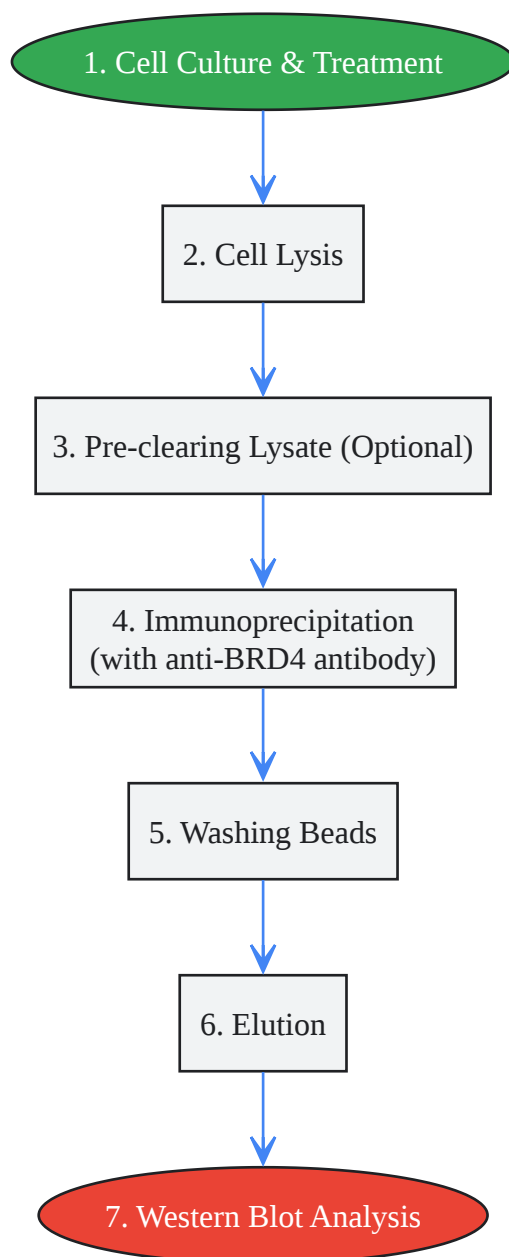 1. Cell Culture & Treatment
2. Cell Lysis
3. Pre-clearing Lysate (Optional)
4. Immunoprecipitation
(with anti-BRD4 antibody)
5. Washing Beads
6. Elution
7. Western Blot Analysis